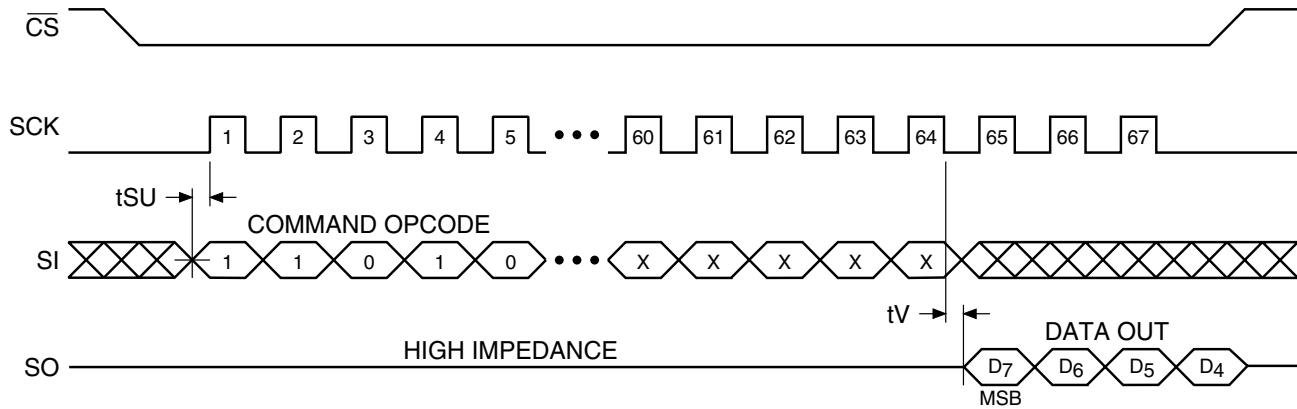 CS
SCK
1 2 3 4 5 ••• 60 61 62 63 64 65 66 67
tSU
COMMAND OPCODE
SI
1 1 0 1 0 ••• X X X X X
tV
DATA OUT
HIGH IMPEDANCE
SO
D7 D6 D5 D4
MSB